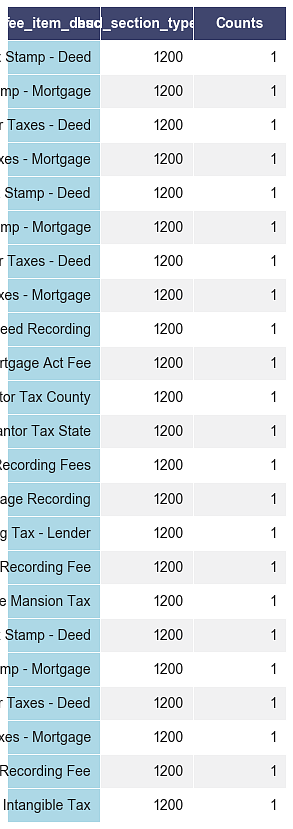 fee_item_desc hud_section_type Counts
Stamp - Deed 1200 1
mp - Mortgage 1200 1
r Taxes - Deed 1200 1
xes - Mortgage 1200 1
Stamp - Deed 1200 1
mp - Mortgage 1200 1
r Taxes - Deed 1200 1
xes - Mortgage 1200 1
eed Recording 1200 1
rtgage Act Fee 1200 1
tor Tax County 1200 1
antor Tax State 1200 1
Recording Fees 1200 1
age Recording 1200 1
g Tax - Lender 1200 1
Recording Fee 1200 1
e Mansion Tax 1200 1
Stamp - Deed 1200 1
mp - Mortgage 1200 1
r Taxes - Deed 1200 1
xes - Mortgage 1200 1
Recording Fee 1200 1
Intangible Tax 1200 1